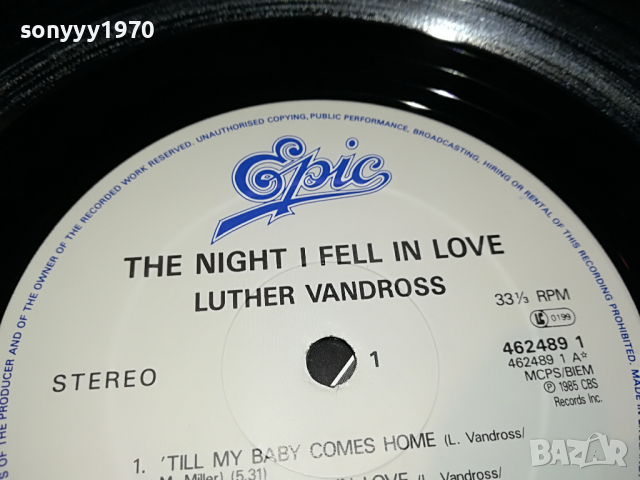 sonyyy1970
OF THE PRODUCER AND OF THE OWNER OF THE RECORDED WORK RESERVED. UNAUTHORISED COPYING, PUBLIC PERFORMANCE, BROADCASTING, HIRING OR RENTAL OF THIS RECORDING PROHIBITED.
Epic
THE NIGHT I FELL IN LOVE
LUTHER VANDROSS
33⅓ RPM
LC 0199
STEREO
1
462489 1
462489 1 A*
MCPS/BIEM
℗ 1985 CBS
Records Inc.
1. 'TILL MY BABY COMES HOME (L. Vandross/
M. Miller) (5.31)
IN LOVE (L. Vandross/
BAZAR